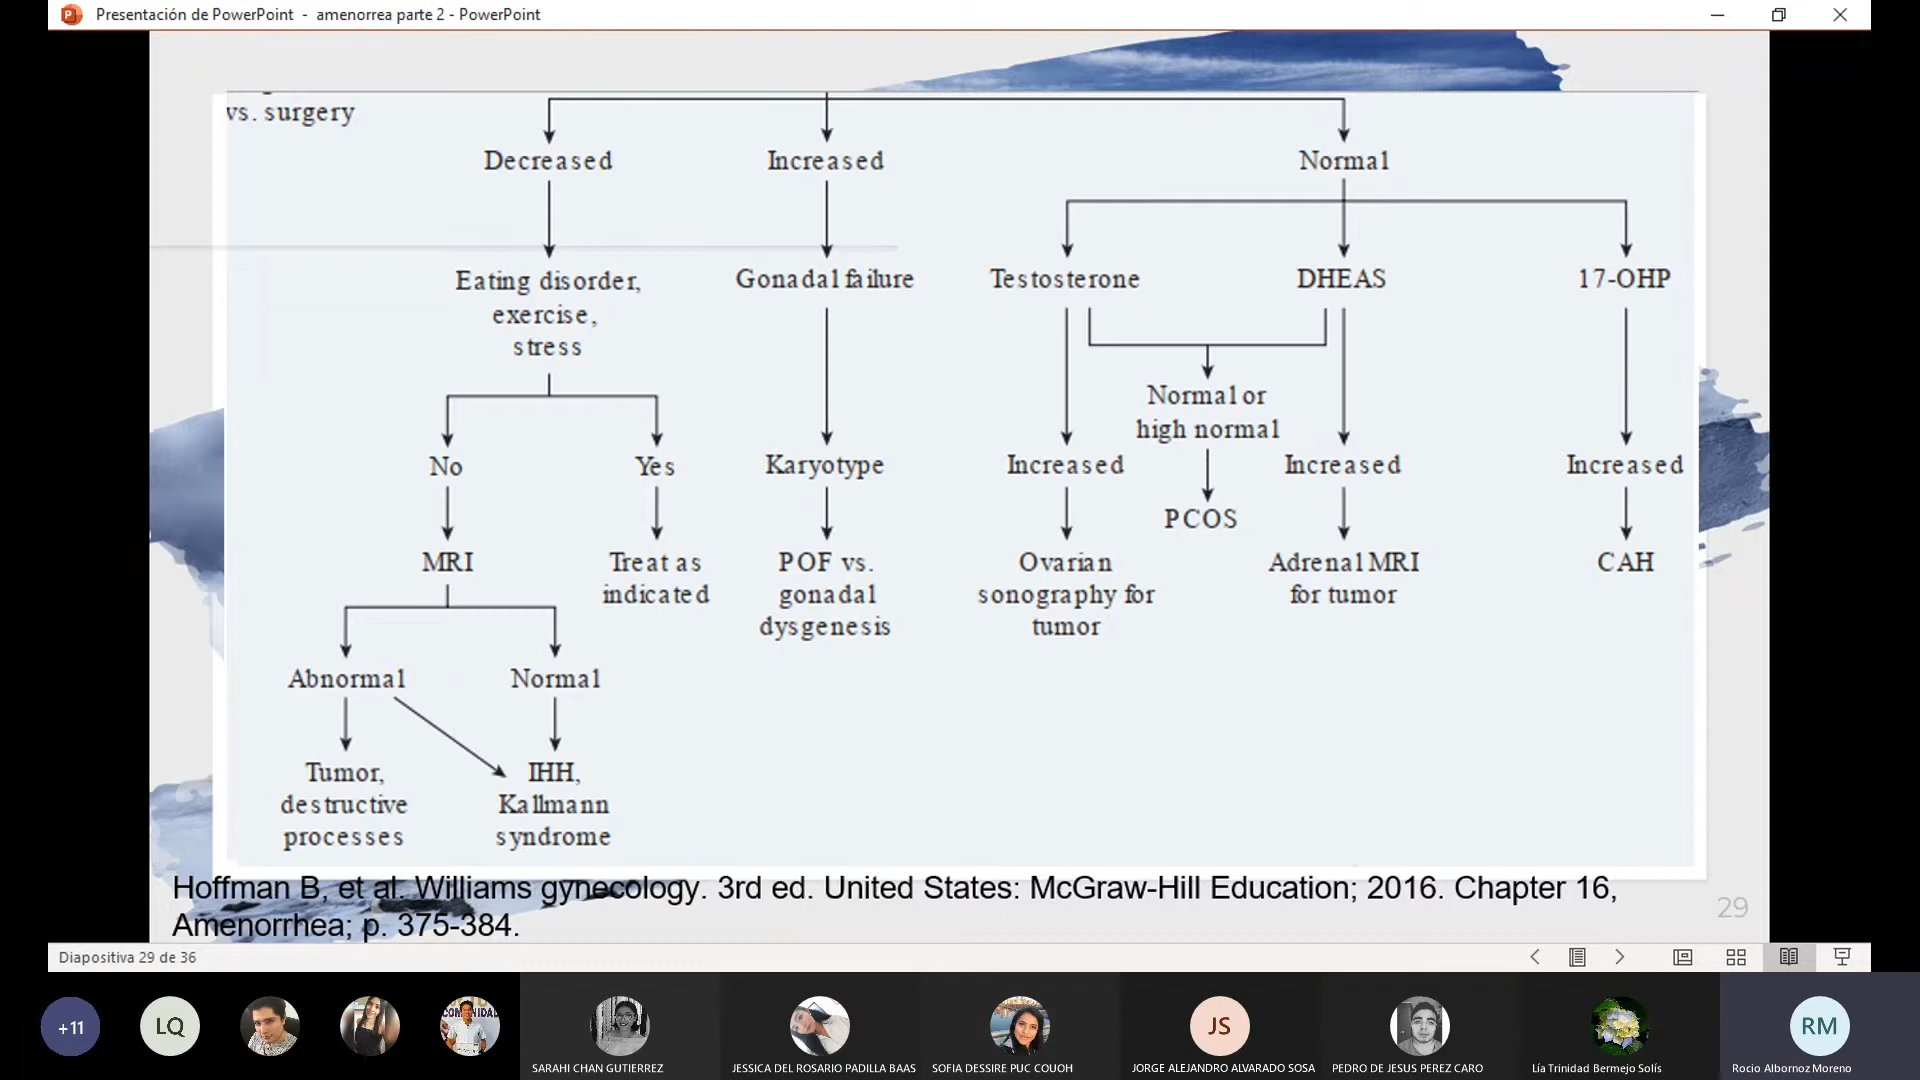 Presentación de PowerPoint - amenorrea parte 2 - PowerPoint
vs. surgery
Decreased Increased Normal
Eating disorder,
exercise,
stress
Gonadal failure Testosterone DHEAS 17-OHP
Normal or
high normal
No Yes Karyotype Increased Increased Increased
PCOS
MRI
Treat as
indicated
POF vs.
gonadal
dysgenesis
Ovarian
sonography for
tumor
Adrenal MRI
for tumor
CAH
Abnormal Normal
Tumor,
destructive
processes
IHH,
Kallmann
syndrome
Hoffman B, et al. Williams gynecology. 3rd ed. United States: McGraw-Hill Education; 2016. Chapter 16,
Amenorrhea; p. 375-384.
29
Diapositiva 29 de 36
+11
LQ
COMUNIDAD
JS
RM
SARAHI CHAN GUTIERREZ
JESSICA DEL ROSARIO PADILLA BAAS
SOFIA DESSIRE PUC COUOH
JORGE ALEJANDRO ALVARADO SOSA
PEDRO DE JESUS PEREZ CARO
Lía Trinidad Bermejo Solís
Rocio Albornoz Moreno